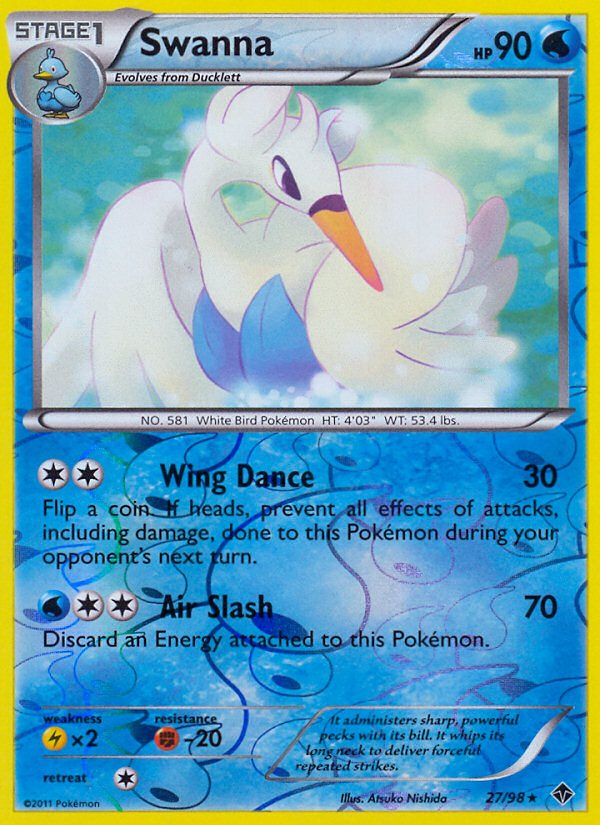 STAGE1
Swanna
HP 90
Evolves from Ducklett
NO. 581 White Bird Pokémon HT: 4'03" WT: 53.4 lbs.
Wing Dance 30
Flip a coin. If heads, prevent all effects of attacks,
including damage, done to this Pokémon during your
opponent's next turn.
Air Slash 70
Discard an Energy attached to this Pokémon.
weakness
×2
resistance
-20
It administers sharp, powerful
pecks with its bill. It whips its
long neck to deliver forceful
repeated strikes.
retreat
©2011 Pokémon
Illus. Atsuko Nishida
27/98★